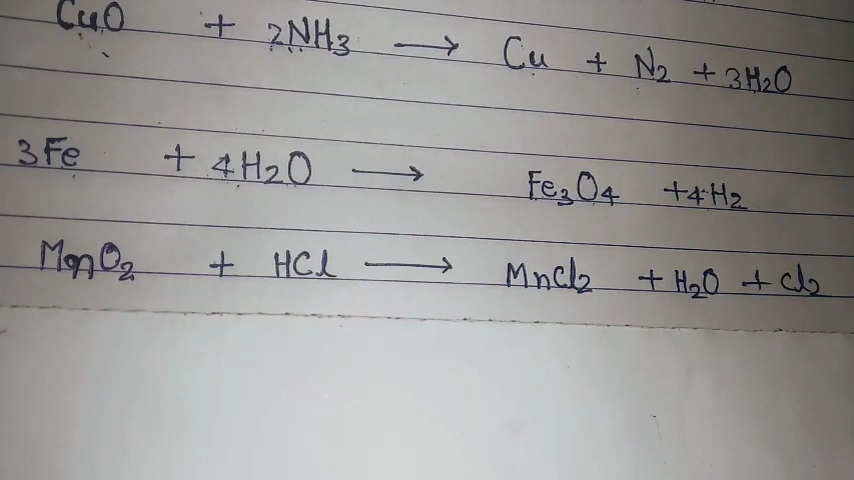 CuO + 2NH3 → Cu + N2 + 3H2O
3Fe + 4H2O → Fe3O4 + 4H2
MnO2 + HCl → MnCl2 + H2O + Cl2